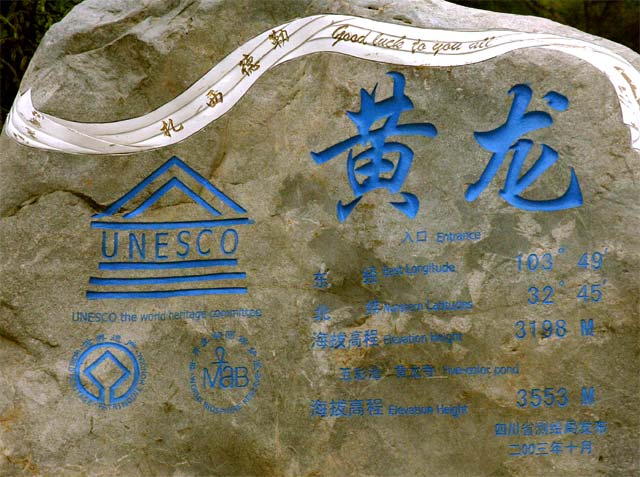 扎西德勒 Good luck to you all
黄龙
入口 Entrance
东 经 East Longitude 103° 49′
北 纬 Northern Latitudes 32° 45′
海拔高程 Elevation Height 3198 M
五彩池 黄龙寺 five-color pond
海拔高程 Elevation Height 3553 M
四川省测绘局发布
二00三年十月
UNESCO
UNESCO the world heritage committee
MaB